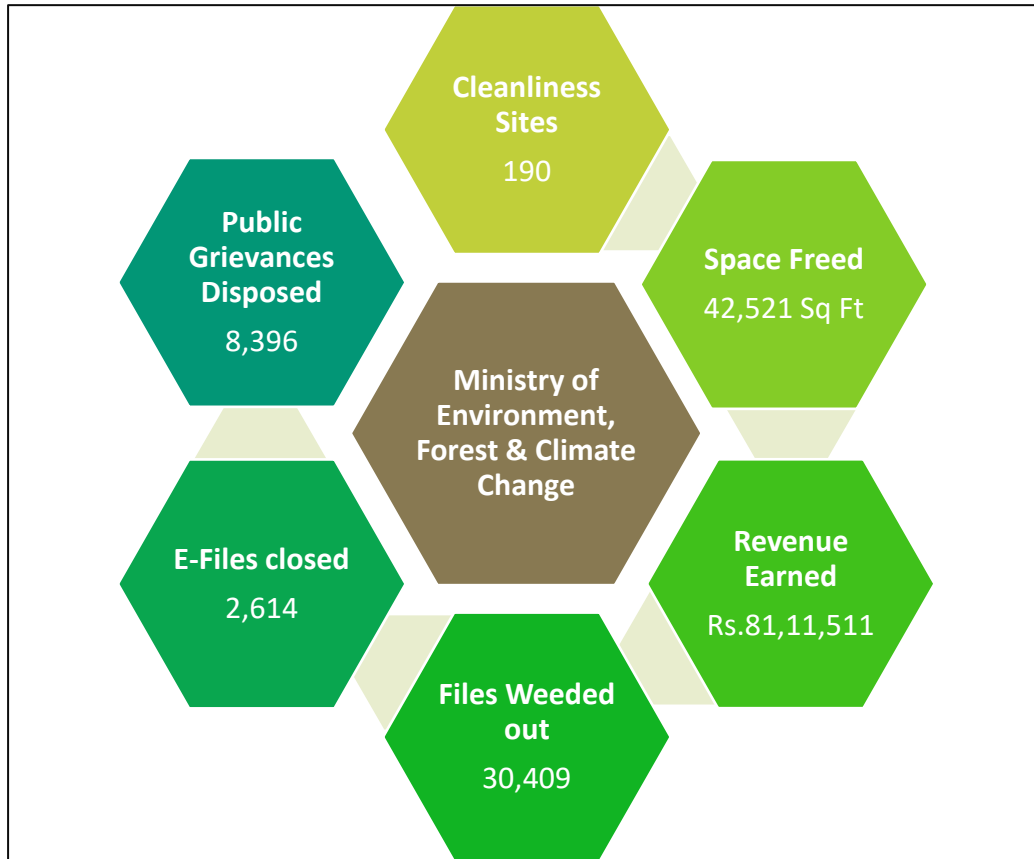 Cleanliness
Sites
190
Space Freed
42,521 Sq Ft
Revenue
Earned
Rs.81,11,511
Files Weeded
out
30,409
E-Files closed
2,614
Public
Grievances
Disposed
8,396
Ministry of
Environment,
Forest & Climate
Change